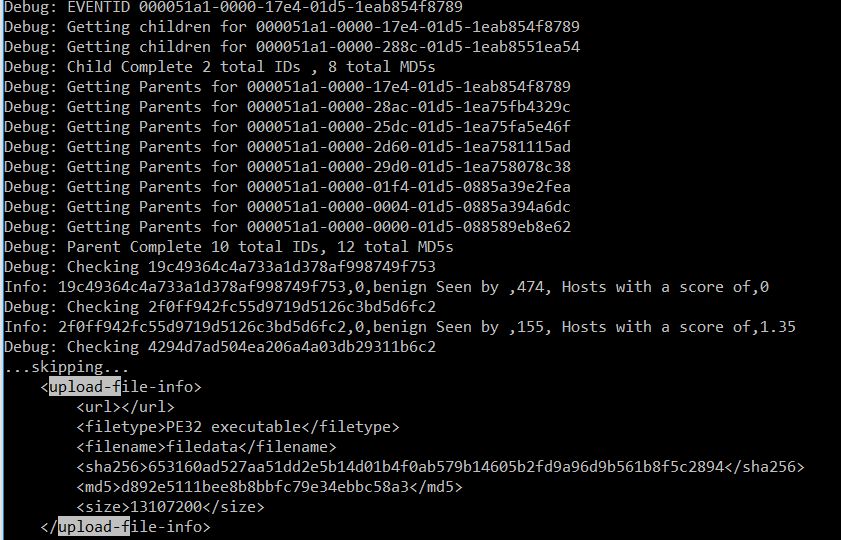 Debug: EVENTID 000051a1-0000-17e4-01d5-1eab854f8789
Debug: Getting children for 000051a1-0000-17e4-01d5-1eab854f8789
Debug: Getting children for 000051a1-0000-288c-01d5-1eab8551ea54
Debug: Child Complete 2 total IDs , 8 total MD5s
Debug: Getting Parents for 000051a1-0000-17e4-01d5-1eab854f8789
Debug: Getting Parents for 000051a1-0000-28ac-01d5-1ea75fb4329c
Debug: Getting Parents for 000051a1-0000-25dc-01d5-1ea75fa5e46f
Debug: Getting Parents for 000051a1-0000-2d60-01d5-1ea7581115ad
Debug: Getting Parents for 000051a1-0000-29d0-01d5-1ea758078c38
Debug: Getting Parents for 000051a1-0000-01f4-01d5-0885a39e2fea
Debug: Getting Parents for 000051a1-0000-0004-01d5-0885a394a6dc
Debug: Getting Parents for 000051a1-0000-0000-01d5-088589eb8e62
Debug: Parent Complete 10 total IDs, 12 total MD5s
Debug: Checking 19c49364c4a733a1d378af998749f753
Info: 19c49364c4a733a1d378af998749f753,0,benign Seen by ,474, Hosts with a score of,0
Debug: Checking 2f0ff942fc55d9719d5126c3bd5d6fc2
Info: 2f0ff942fc55d9719d5126c3bd5d6fc2,0,benign Seen by ,155, Hosts with a score of,1.35
Debug: Checking 4294d7ad504ea206a4a03db29311b6c2
...skipping...
<upload-file-info>
<url></url>
<filetype>PE32 executable</filetype>
<filename>filedata</filename>
<sha256>653160ad527aa51dd2e5b14d01b4f0ab579b14605b2fd9a96d9b561b8f5c2894</sha256>
<md5>d892e5111bee8b8bbfc79e34ebbc58a3</md5>
<size>13107200</size>
</upload-file-info>